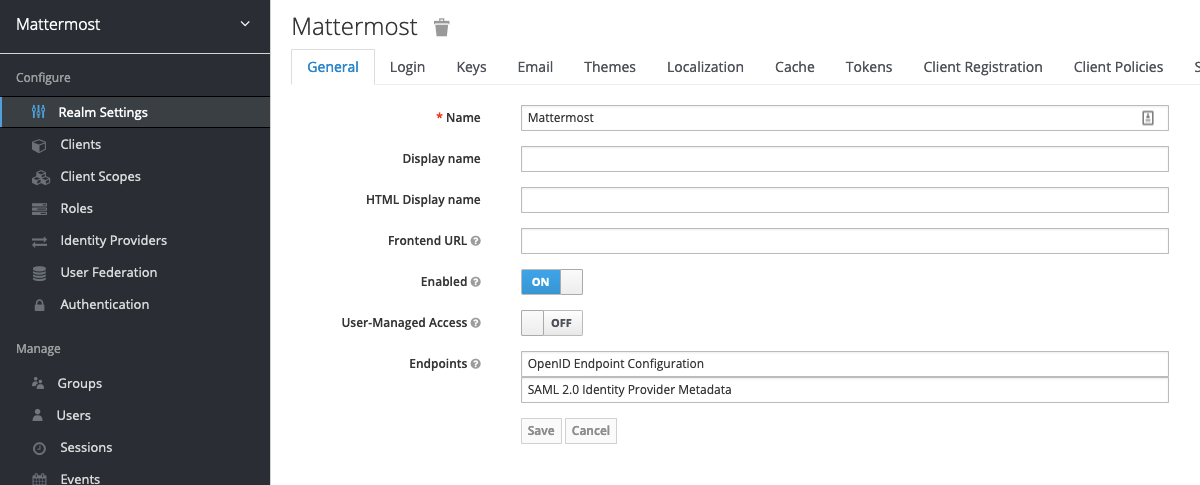 Mattermost
Configure
Realm Settings
Clients
Client Scopes
Roles
Identity Providers
User Federation
Authentication
Manage
Groups
Users
Sessions
Events
Mattermost
General Login Keys Email Themes Localization Cache Tokens Client Registration Client Policies S
* Name Mattermost
Display name
HTML Display name
Frontend URL
Enabled ON
User-Managed Access OFF
Endpoints OpenID Endpoint Configuration
SAML 2.0 Identity Provider Metadata
Save Cancel